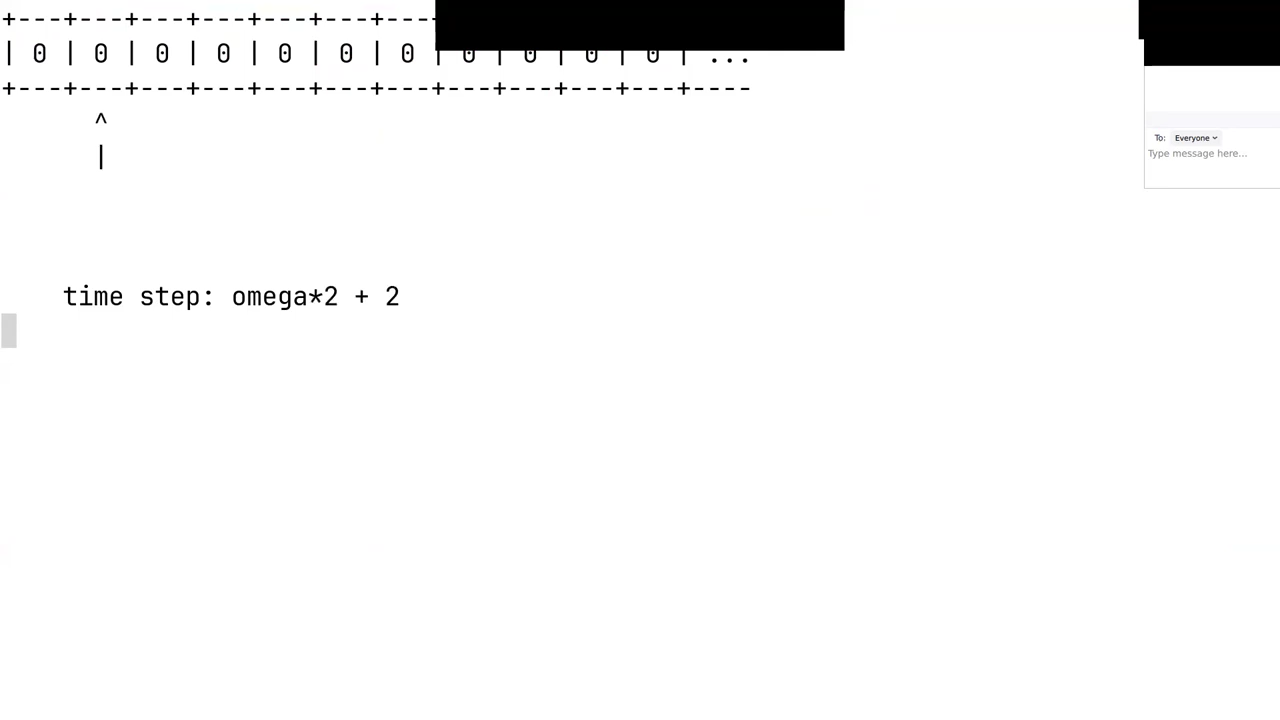 +---+---+---+---+---+---+---+
| 0 | 0 | 0 | 0 | 0 | 0 | 0 | 0 | 0 | 0 | 0 | ...
+---+---+---+---+---+---+---+---+---+---+---+----
^
|
time step: omega*2 + 2
To: Everyone
Type message here...